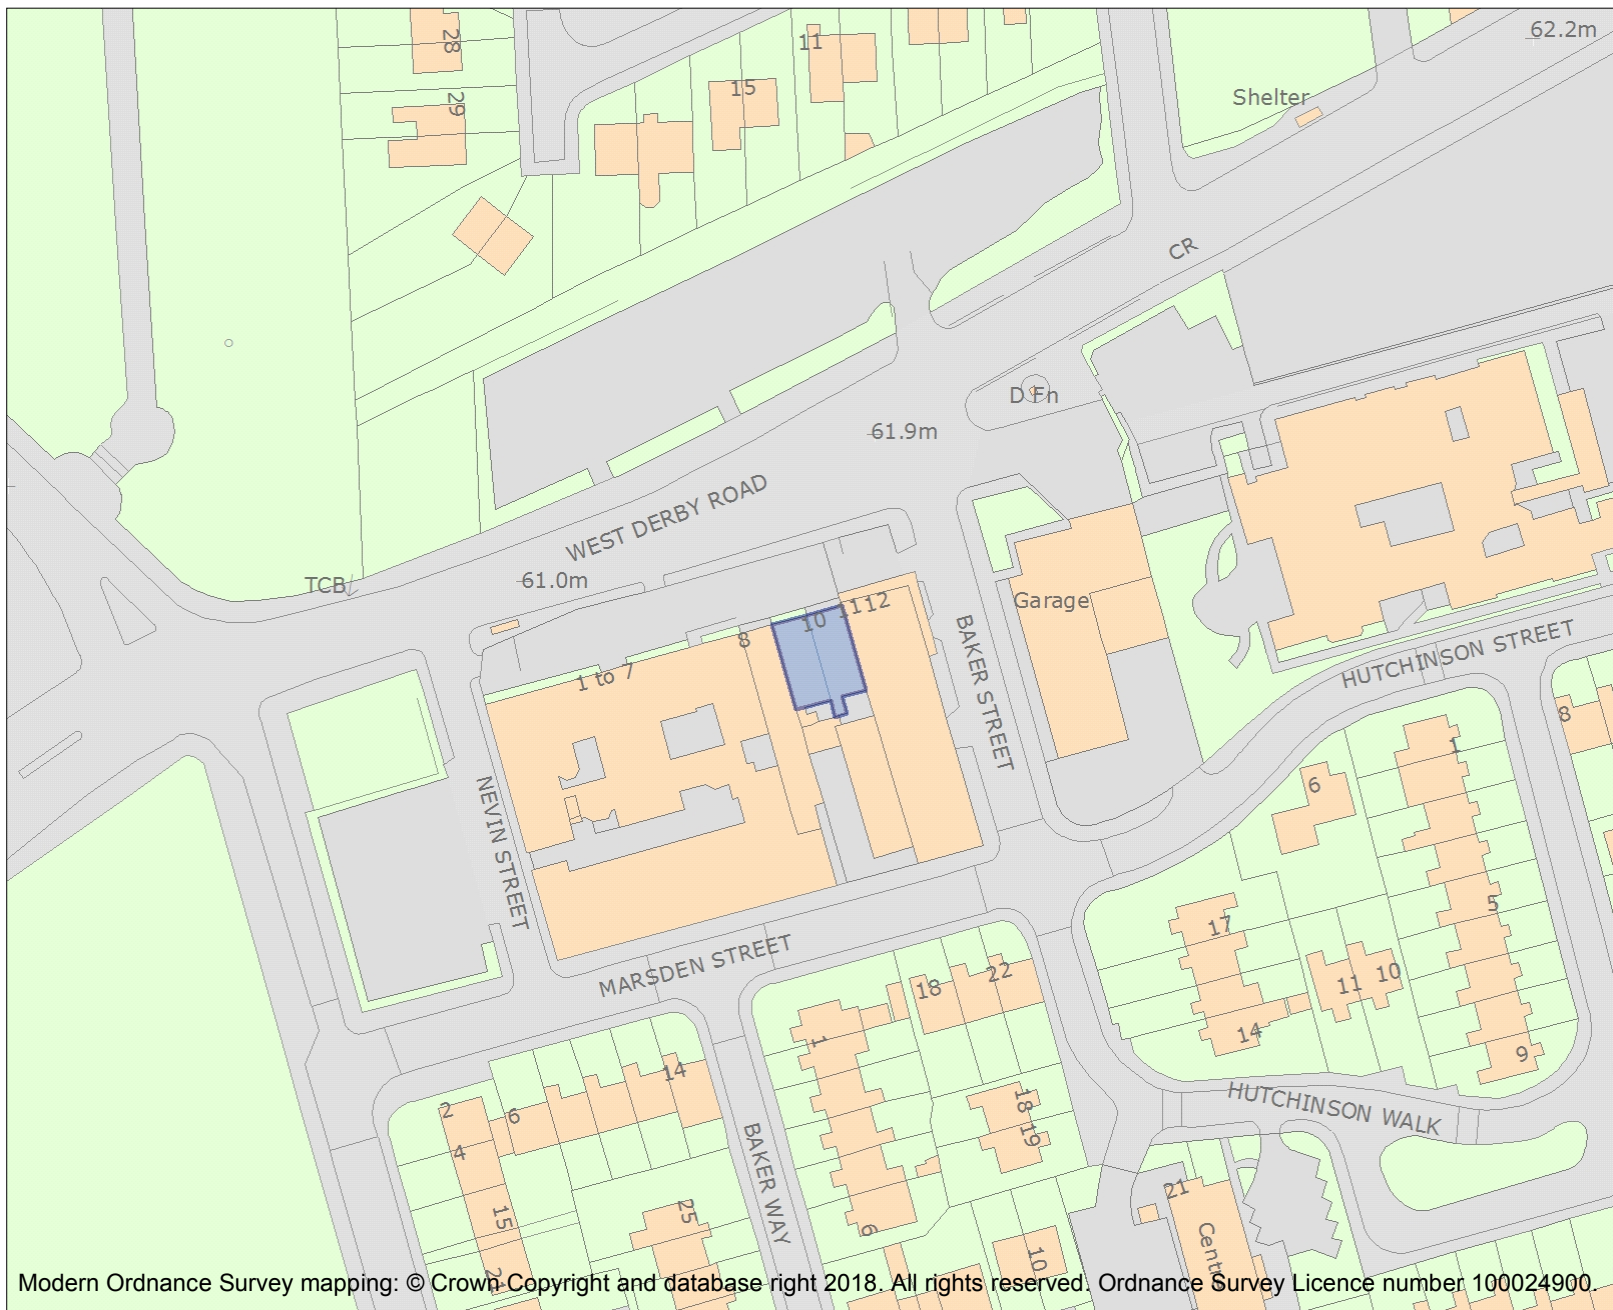 62.2m
28
11
15
29
Shelter
CR
D Fn
61.9m
WEST DERBY ROAD
TCB
61.0m
1 to 7
8
10
11
12
Garage
BAKER STREET
HUTCHINSON STREET
NEVIN STREET
MARSDEN STREET
8
1
6
5
17
11
10
14
9
18
22
1
14
2
6
4
18
19
HUTCHINSON WALK
BAKER WAY
15
25
21
6
10
Centre
21
Modern Ordnance Survey mapping: © Crown Copyright and database right 2018. All rights reserved. Ordnance Survey Licence number 100024900.